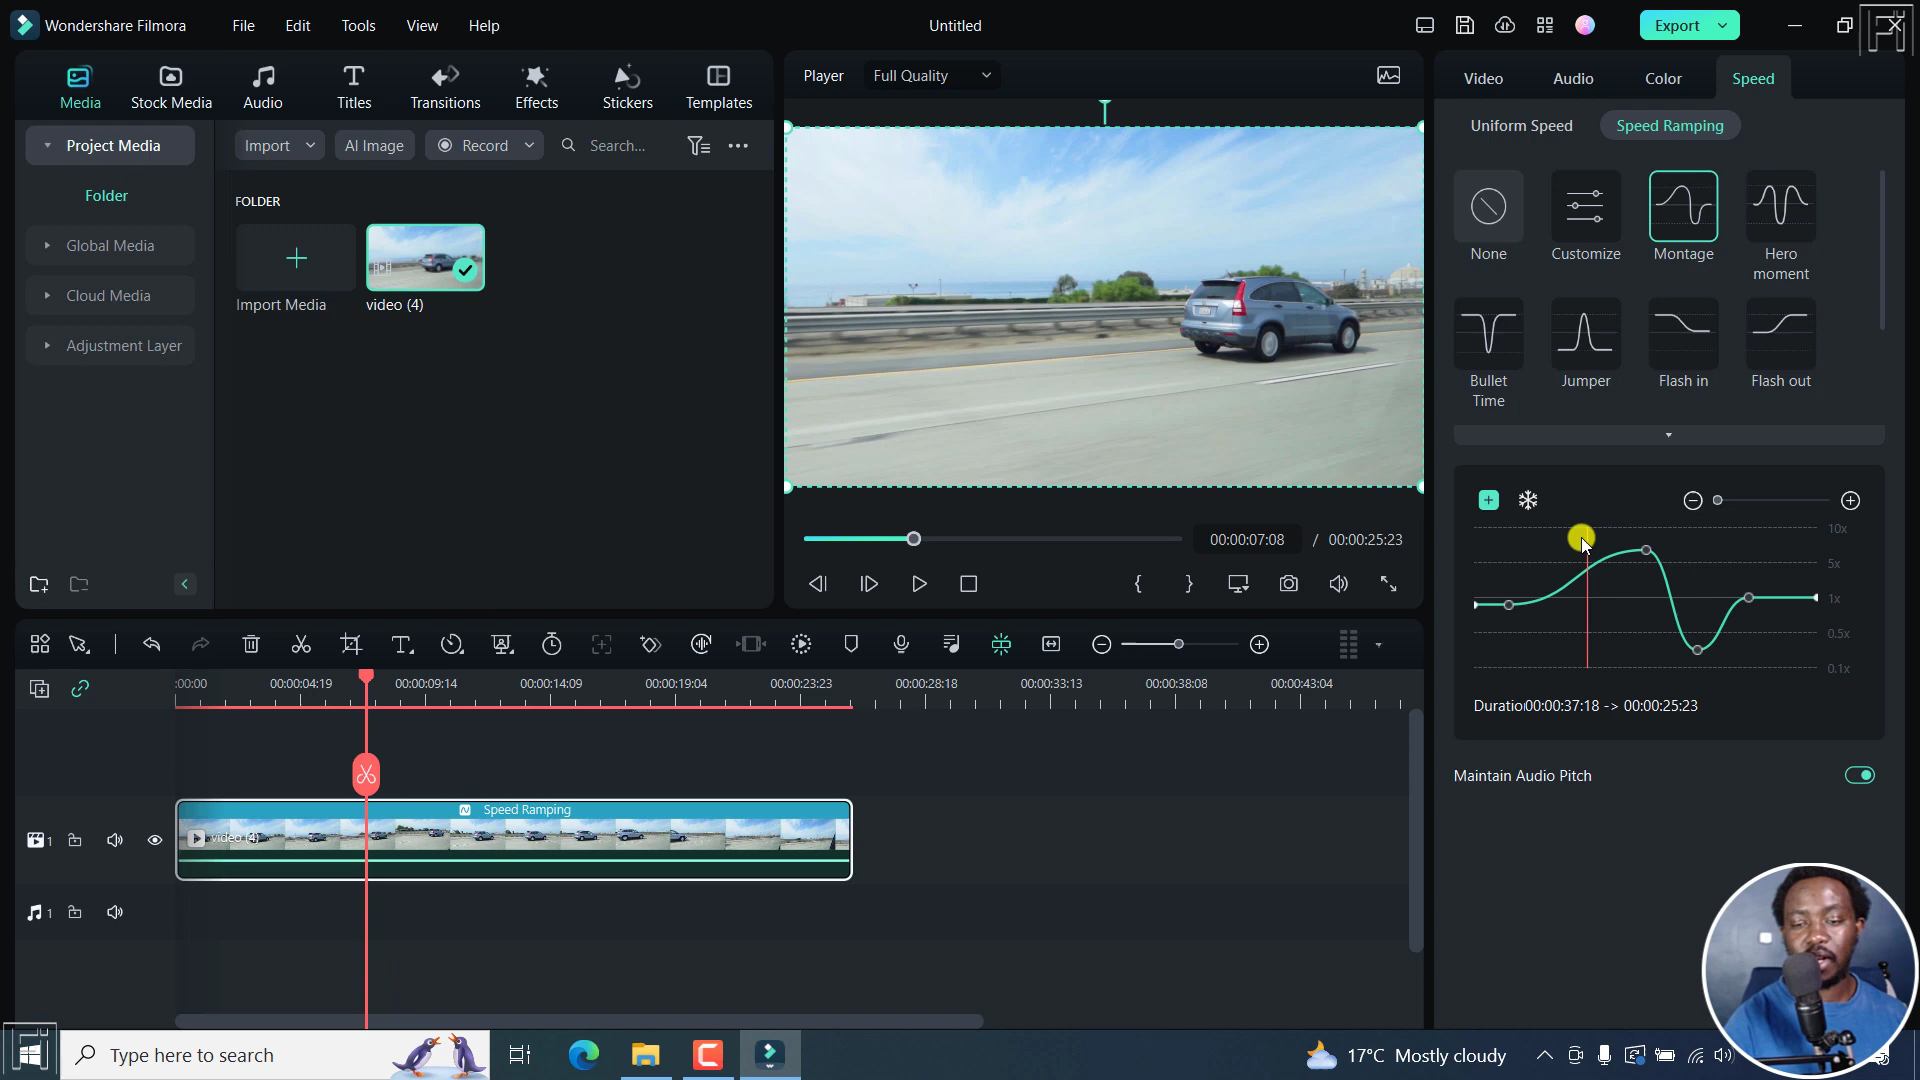 Wondershare Filmora File Edit Tools View Help Untitled Export
Media Stock Media Audio Titles Transitions Effects Stickers Templates
Project Media
Folder
Global Media
Cloud Media
Adjustment Layer
Import AI Image Record Search...
FOLDER
Import Media video (4)
Player Full Quality
00:00:07:08 / 00:00:25:23
Video Audio Color Speed
Uniform Speed Speed Ramping
None Customize Montage Hero
moment
Bullet
Time
Jumper Flash in Flash out
10x
5x
1x
0.5x
0.1x
Duratio00:00:37:18 -> 00:00:25:23
Maintain Audio Pitch
:00:00 00:00:04:19 00:00:09:14 00:00:14:09 00:00:19:04 00:00:23:23 00:00:28:18 00:00:33:13 00:00:38:08 00:00:43:04
Speed Ramping
video (4)
1
1
Type here to search
17°C Mostly cloudy